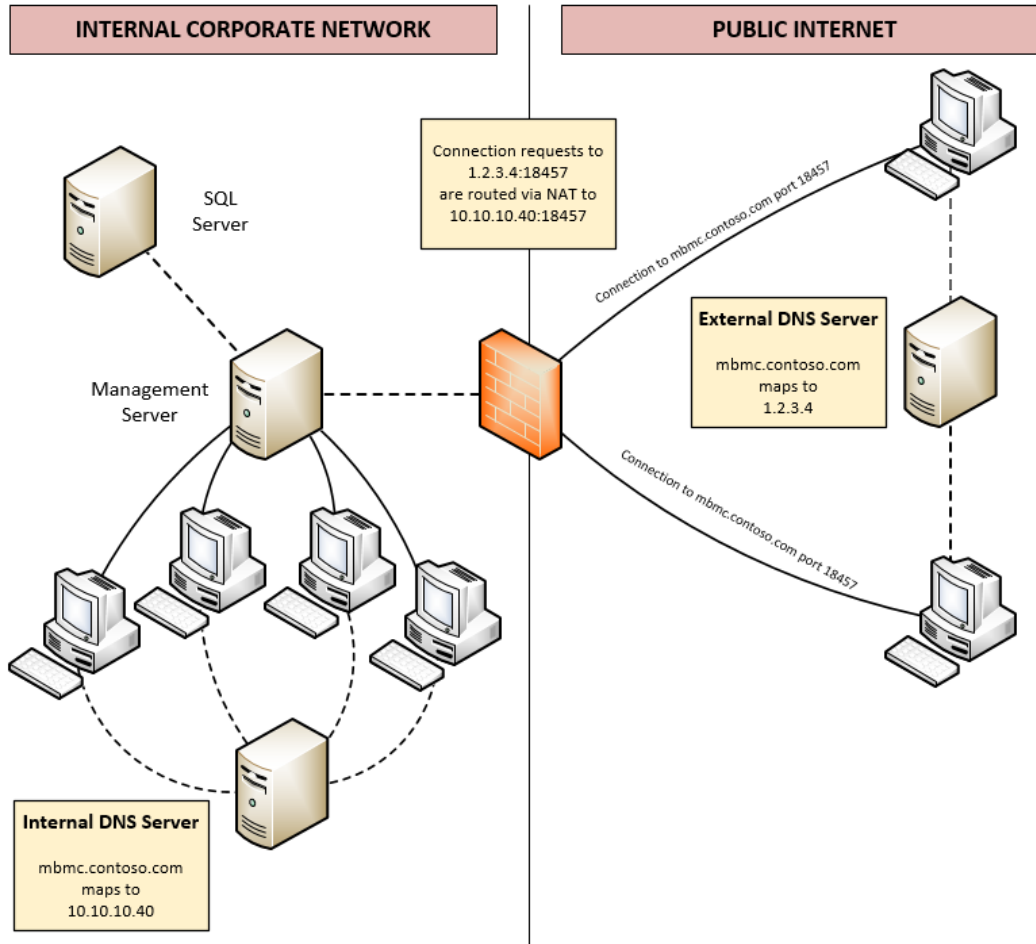 INTERNAL CORPORATE NETWORK
PUBLIC INTERNET
Connection requests to
1.2.3.4:18457
are routed via NAT to
10.10.10.40:18457
SQL
Server
Connection to mbmc.contoso.com port 18457
External DNS Server
mbmc.contoso.com
maps to
1.2.3.4
Management
Server
Connection to mbmc.contoso.com port 18457
Internal DNS Server
mbmc.contoso.com
maps to
10.10.10.40